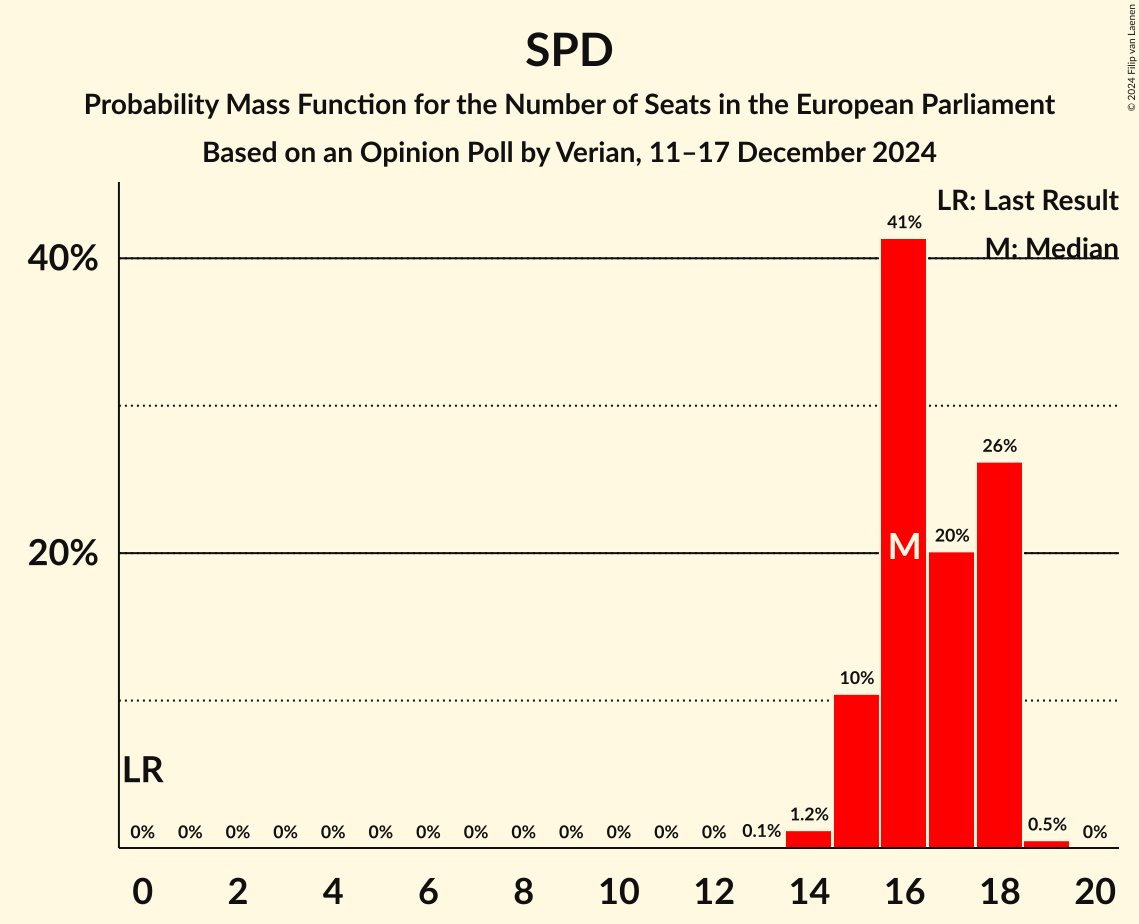 SPD
Probability Mass Function for the Number of Seats in the European Parliament
Based on an Opinion Poll by Verian, 11–17 December 2024
© 2024 Filip van Laenen
LR: Last Result
M: Median
40%
20%
41%
26%
20%
10%
M
LR
0% 0% 0% 0% 0% 0% 0% 0% 0% 0% 0% 0% 0% 0.1% 1.2% 0.5% 0%
0 2 4 6 8 10 12 14 16 18 20